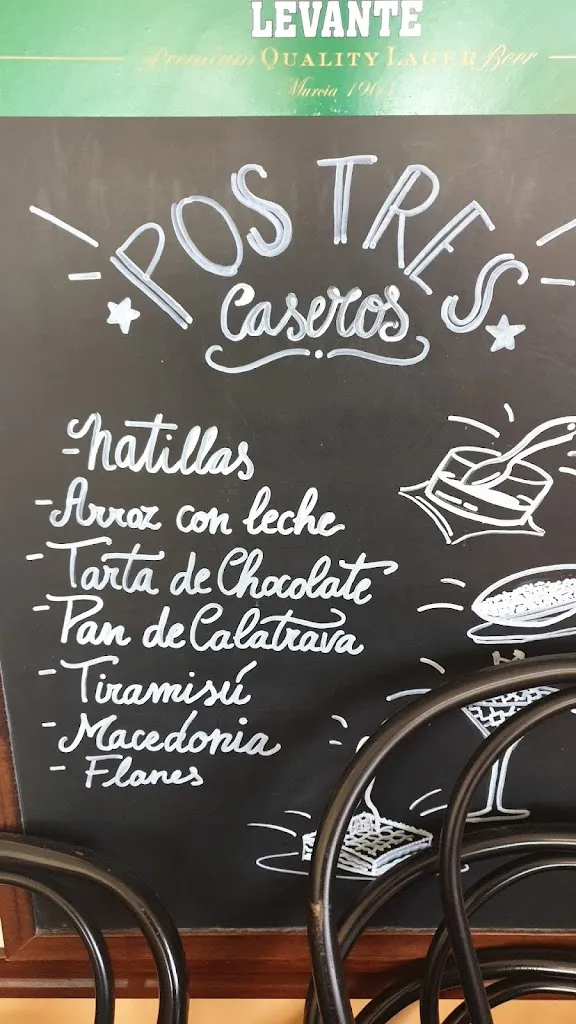 LEVANTE
Premium QUALITY LAGER Beer
Murcia
POSTRES
Caseros
- Natillas
- Arroz con leche
- Tarta de Chocolate
- Pan de Calatrava
- Tiramisú
- Macedonia
- Flanes